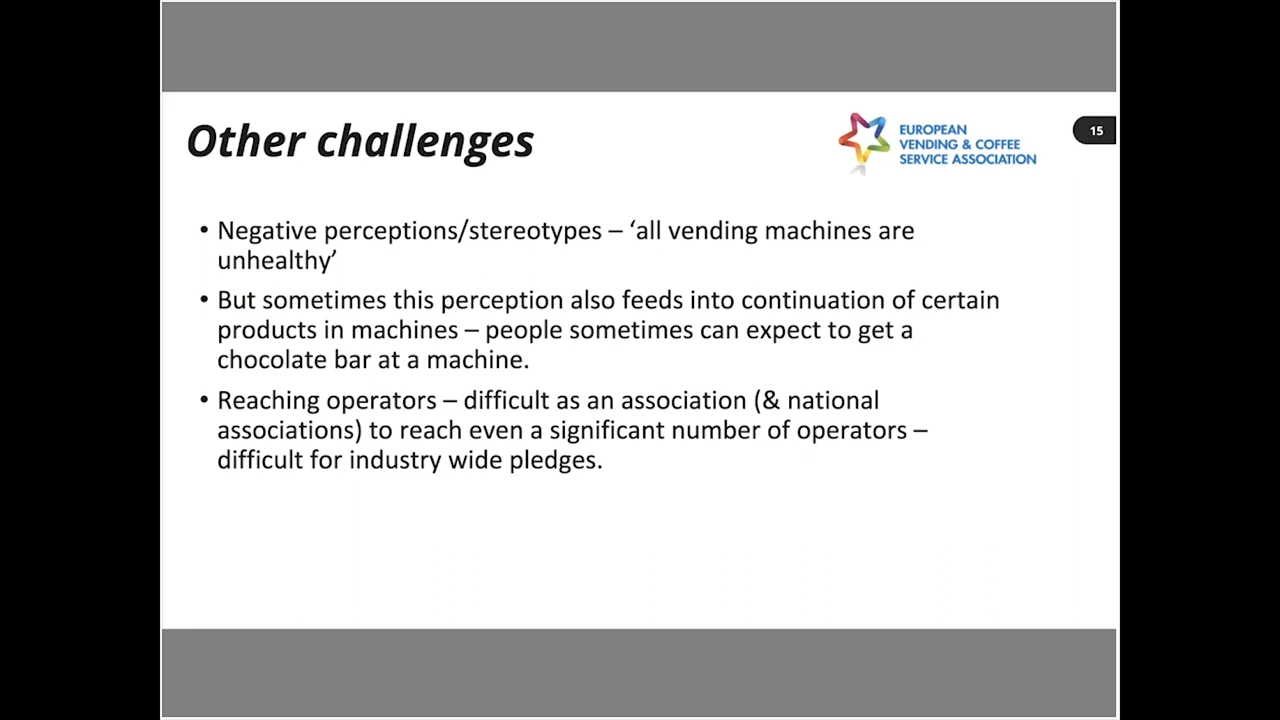 Other challenges
EUROPEAN
VENDING & COFFEE
SERVICE ASSOCIATION
15
• Negative perceptions/stereotypes – ‘all vending machines are
unhealthy’
• But sometimes this perception also feeds into continuation of certain
products in machines – people sometimes can expect to get a
chocolate bar at a machine.
• Reaching operators – difficult as an association (& national
associations) to reach even a significant number of operators –
difficult for industry wide pledges.